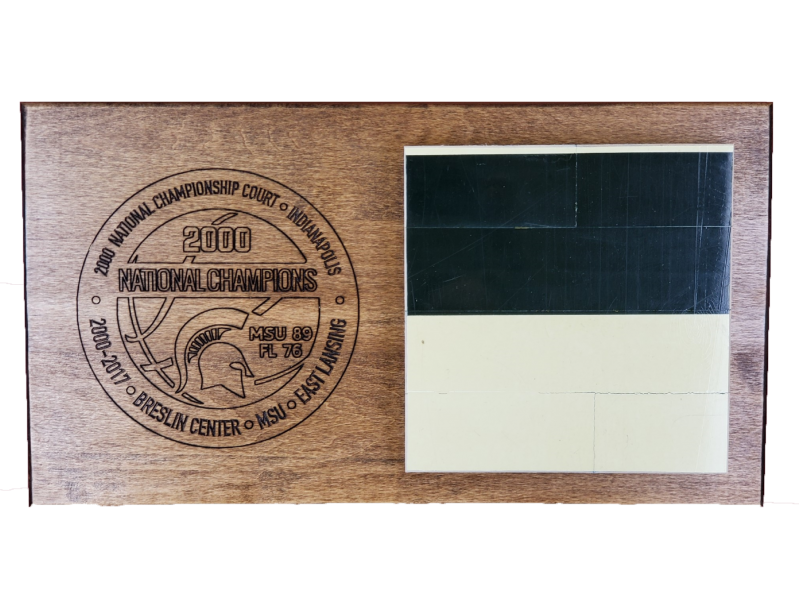 2000 NATIONAL CHAMPIONSHIP COURT • INDIANAPOLIS
2000
NATIONAL CHAMPIONS
MSU 89
FL 76
2000-2017 • BRESLIN CENTER • MSU • EAST LANSING